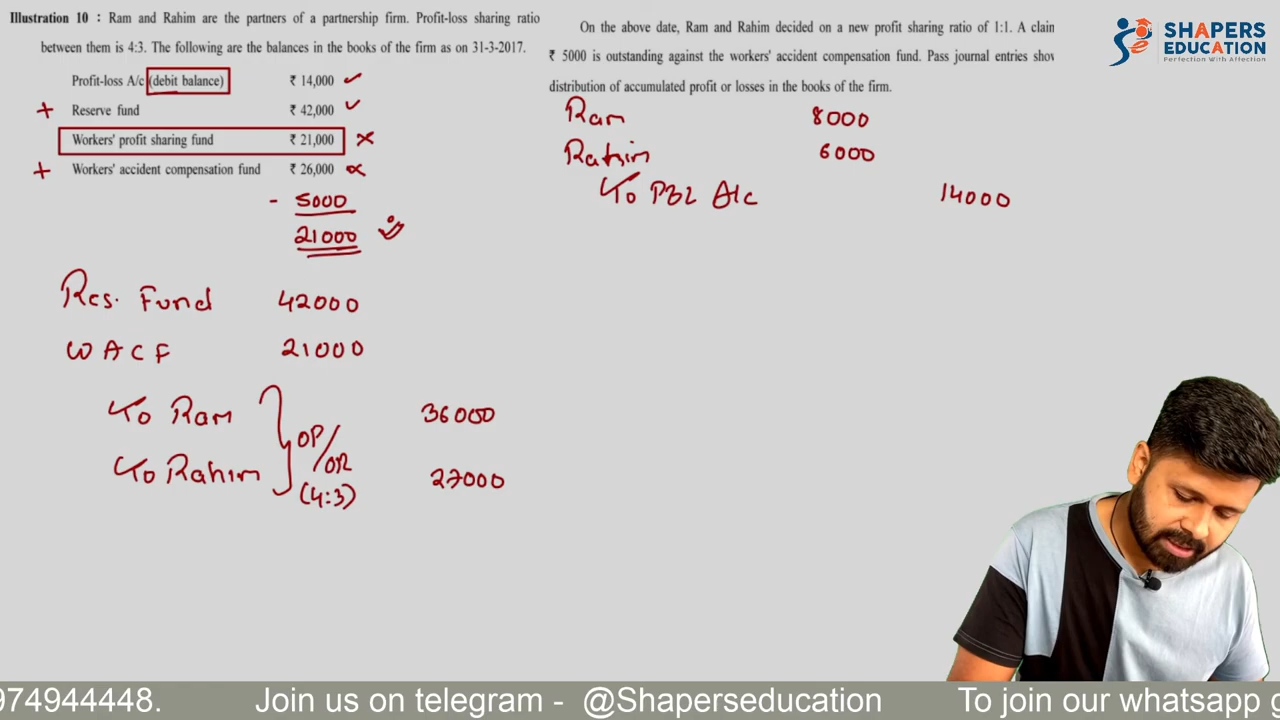 Illustration 10 : Ram and Rahim are the partners of a partnership firm. Profit-loss sharing ratio
between them is 4:3. The following are the balances in the books of the firm as on 31-3-2017.
Profit-loss A/c (debit balance) ₹ 14,000
+ Reserve fund ₹ 42,000
Workers' profit sharing fund ₹ 21,000
+ Workers' accident compensation fund ₹ 26,000
- 5000
21000
Res. Fund 42000
W A C F 21000
To Ram 36000
OP/OR
To Rahim 27000
(4:3)
On the above date, Ram and Rahim decided on a new profit sharing ratio of 1:1. A claim
₹ 5000 is outstanding against the workers' accident compensation fund. Pass journal entries show
distribution of accumulated profit or losses in the books of the firm.
Ram 8000
Rahim 6000
To P&L A/c 14000
SHAPERS
EDUCATION
Perfection With Affection
974944448. Join us on telegram - @Shaperseducation To join our whatsapp g